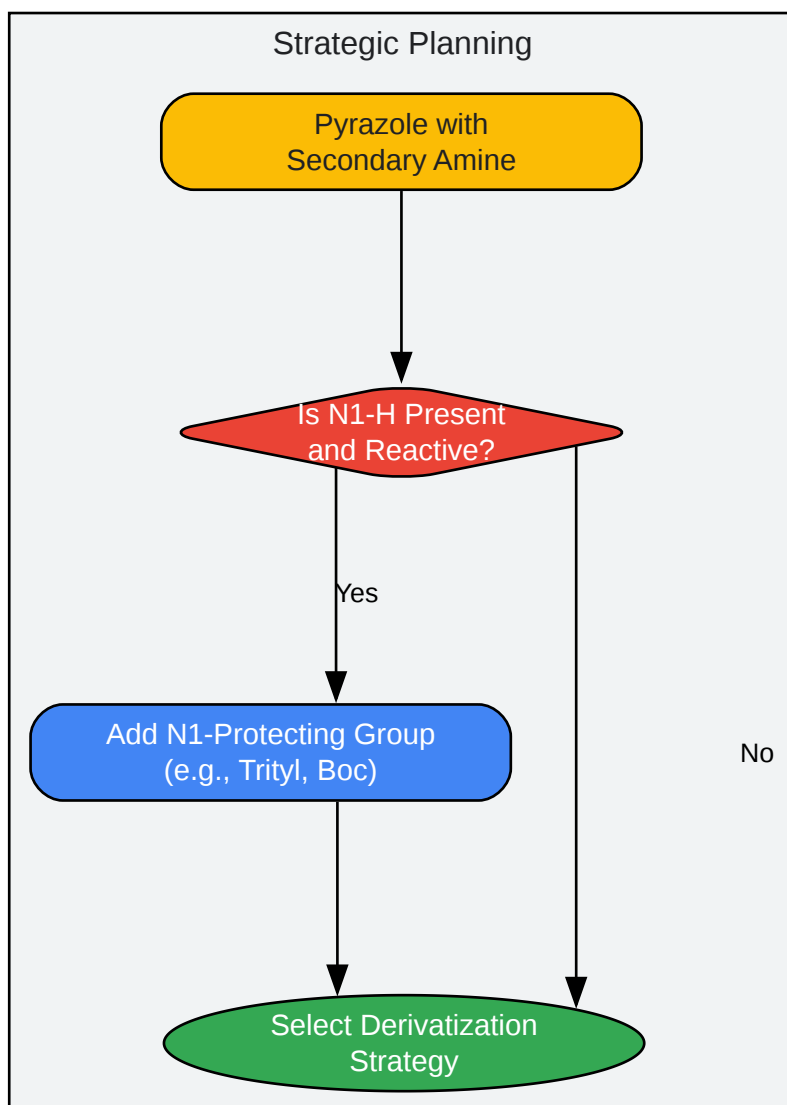 Strategic Planning
Pyrazole with
Secondary Amine
Is N1-H Present
and Reactive?
Yes
Add N1-Protecting Group
(e.g., Trityl, Boc)
No
Select Derivatization
Strategy